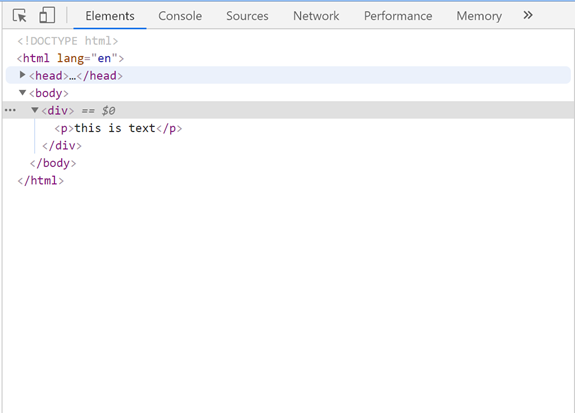 Elements Console Sources Network Performance Memory »
<!DOCTYPE html>
<html lang="en">
<head>…</head>
<body>
<div> == $0
<p>this is text</p>
</div>
</body>
</html>